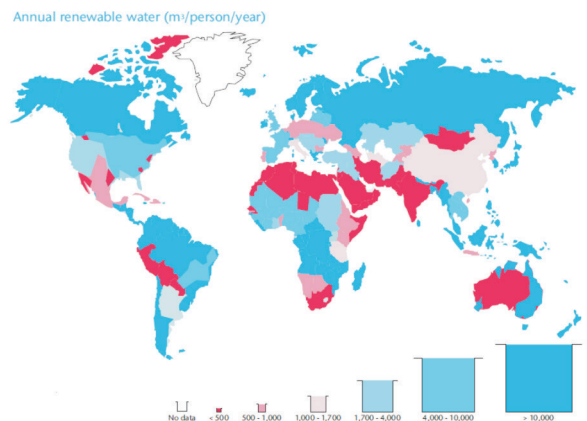 Annual renewable water (m³/person/year)
No data
< 500
500 - 1,000
1,000 - 1,700
1,700 - 4,000
4,000 - 10,000
> 10,000